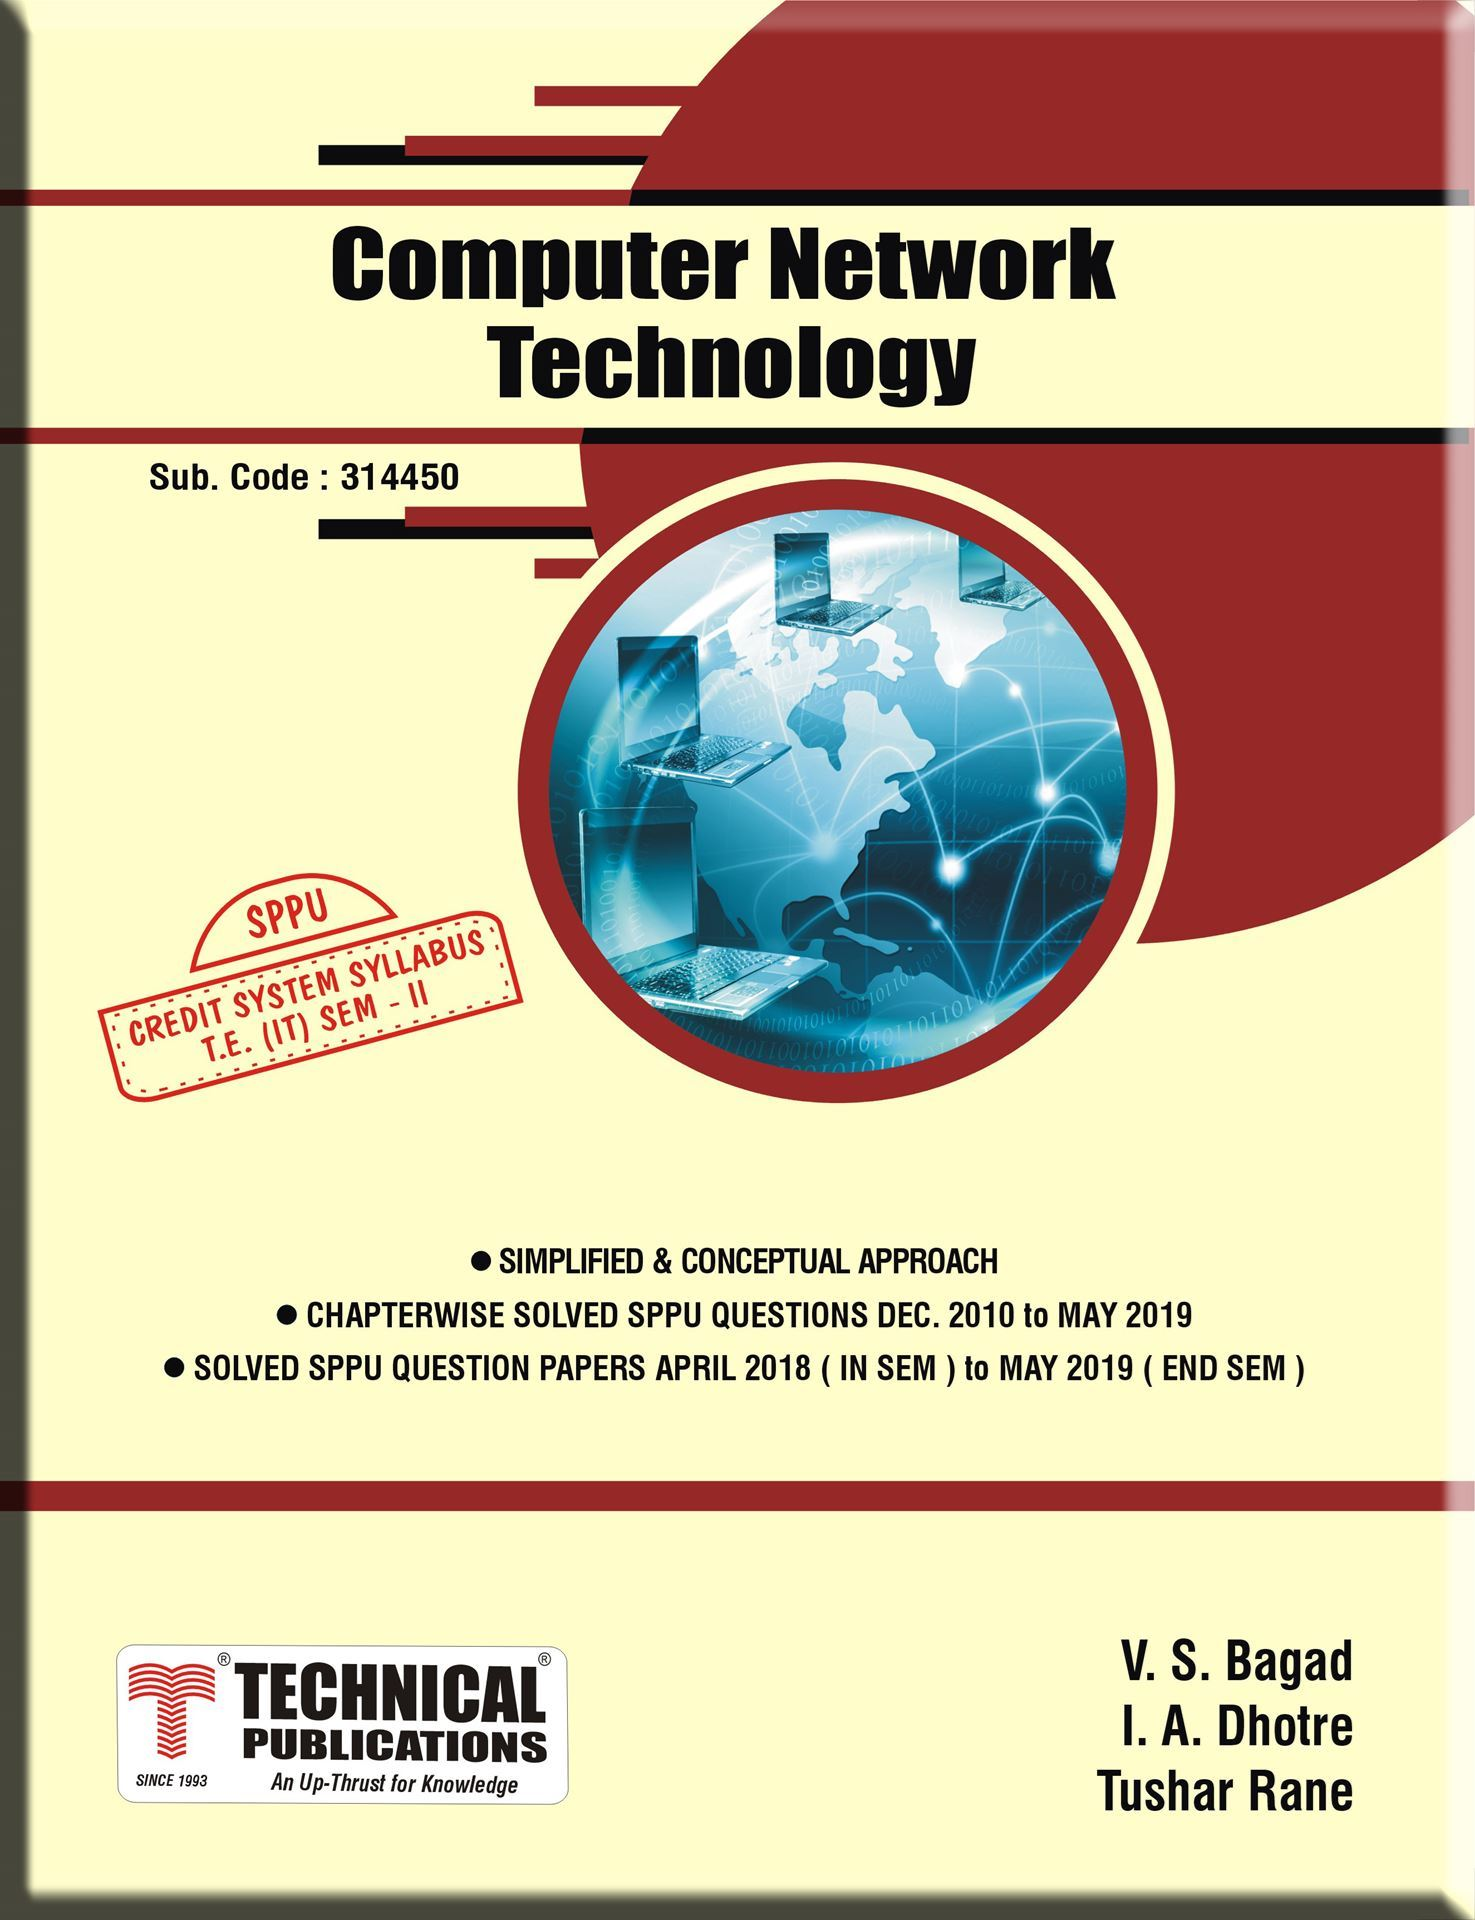 Computer Network
Technology
Sub. Code : 314450
SPPU
CREDIT SYSTEM SYLLABUS
T.E. (IT) SEM - II
● SIMPLIFIED & CONCEPTUAL APPROACH
● CHAPTERWISE SOLVED SPPU QUESTIONS DEC. 2010 to MAY 2019
● SOLVED SPPU QUESTION PAPERS APRIL 2018 ( IN SEM ) to MAY 2019 ( END SEM )
® TECHNICAL ®
PUBLICATIONS
SINCE 1993 An Up-Thrust for Knowledge
V. S. Bagad
I. A. Dhotre
Tushar Rane